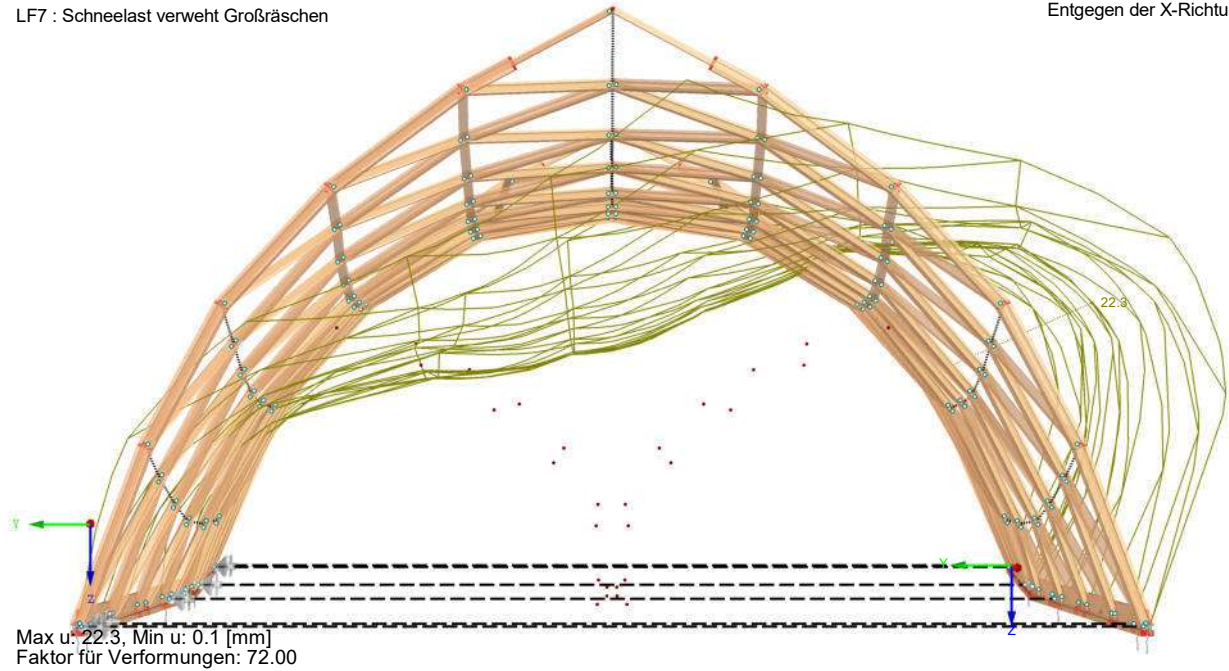 LF7 : Schneelast verweht Großräschen
Entgegen der X-Richtu
22.3
Y
Z
Z
Max u: 22.3, Min u: 0.1 [mm]
Faktor für Verformungen: 72.00